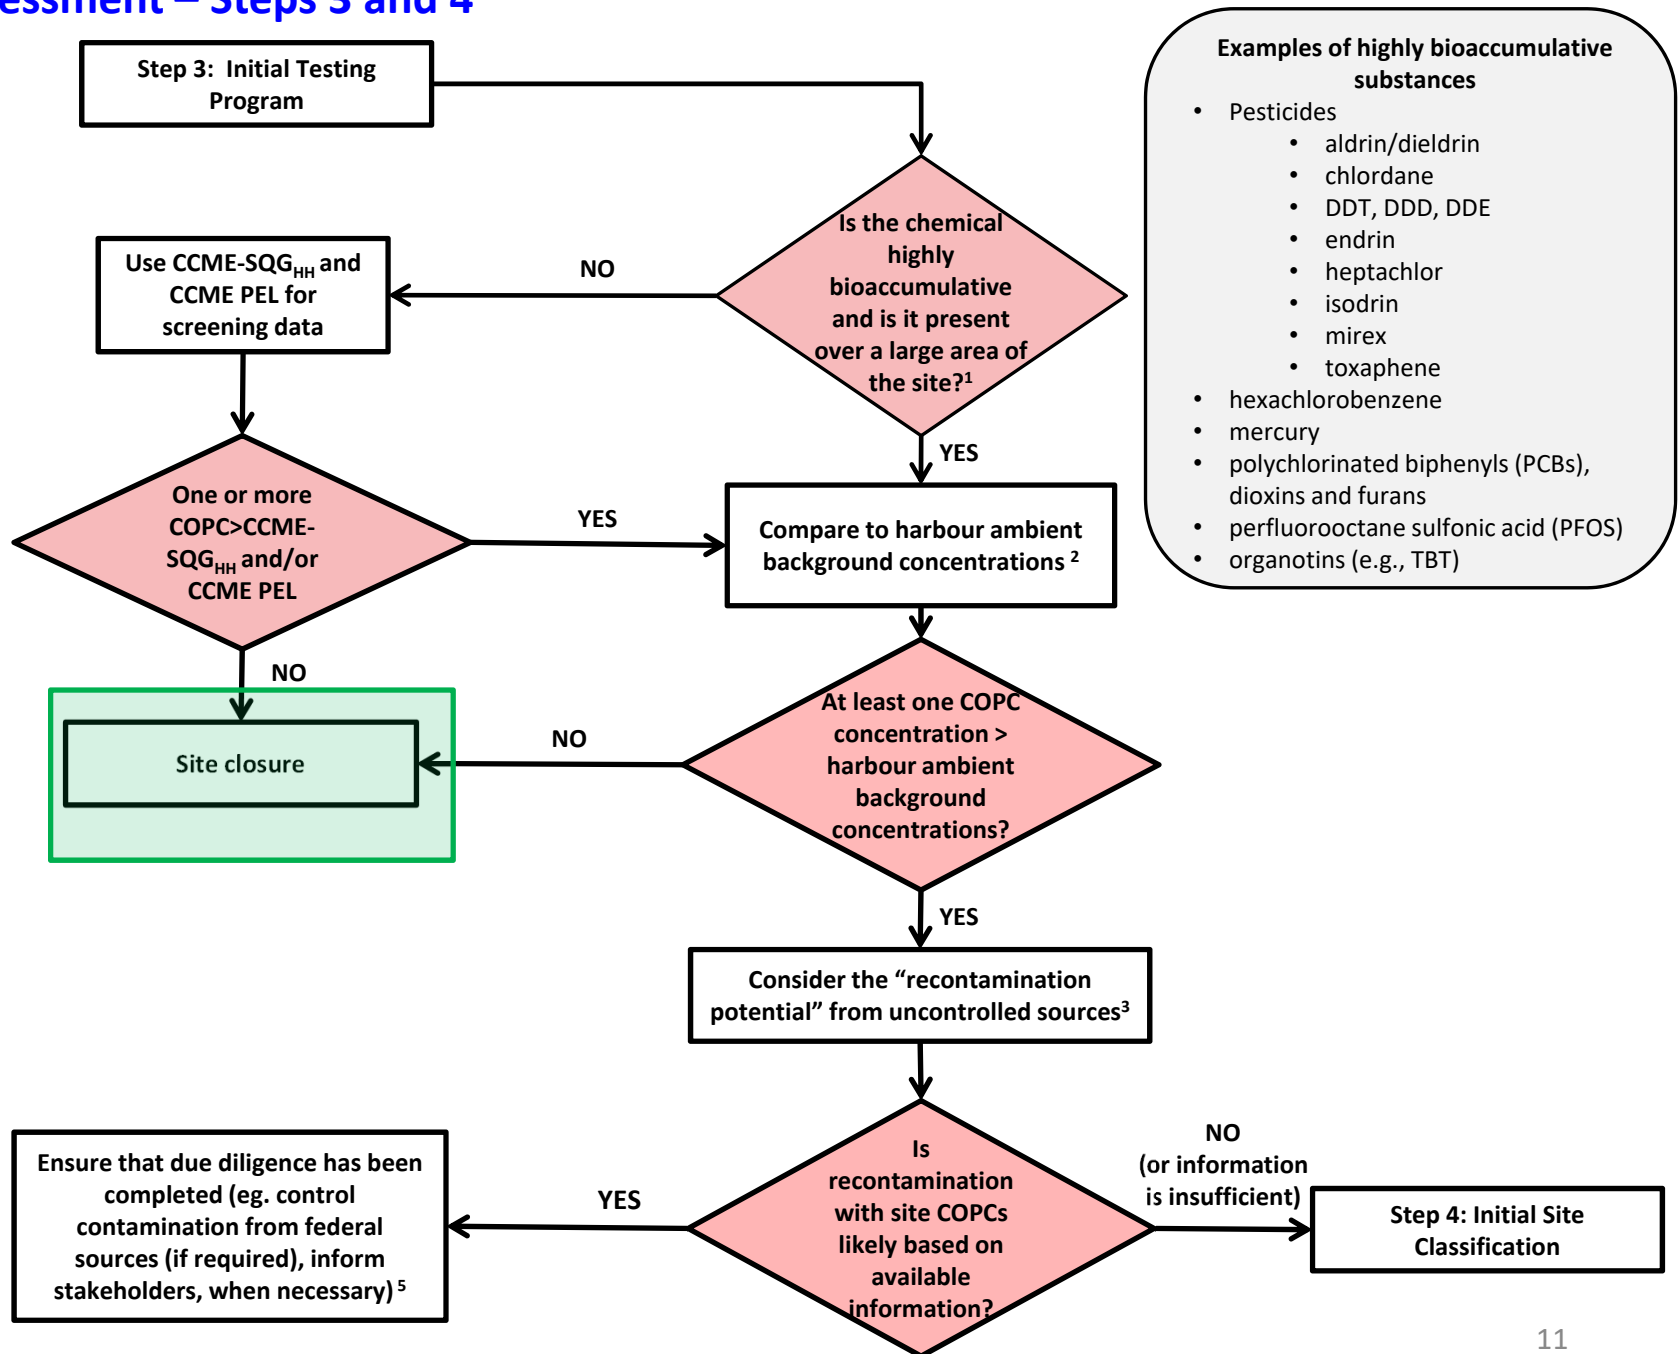 essment – Steps 3 and 4
Step 3: Initial Testing
Program
Examples of highly bioaccumulative
substances
• Pesticides
• aldrin/dieldrin
• chlordane
• DDT, DDD, DDE
• endrin
• heptachlor
• isodrin
• mirex
• toxaphene
• hexachlorobenzene
• mercury
• polychlorinated biphenyls (PCBs),
dioxins and furans
• perfluorooctane sulfonic acid (PFOS)
• organotins (e.g., TBT)
Is the chemical
highly
bioaccumulative
and is it present
over a large area of
the site?1
NO
Use CCME-SQGHH and
CCME PEL for
screening data
YES
One or more
COPC>CCME-
SQGHH and/or
CCME PEL
YES
Compare to harbour ambient
background concentrations 2
NO
Site closure
At least one COPC
concentration >
harbour ambient
background
concentrations?
NO
YES
Consider the “recontamination
potential” from uncontrolled sources3
Is
recontamination
with site COPCs
likely based on
available
information?
YES
Ensure that due diligence has been
completed (eg. control
contamination from federal
sources (if required), inform
stakeholders, when necessary) 5
NO
(or information
is insufficient)
Step 4: Initial Site
Classification
11